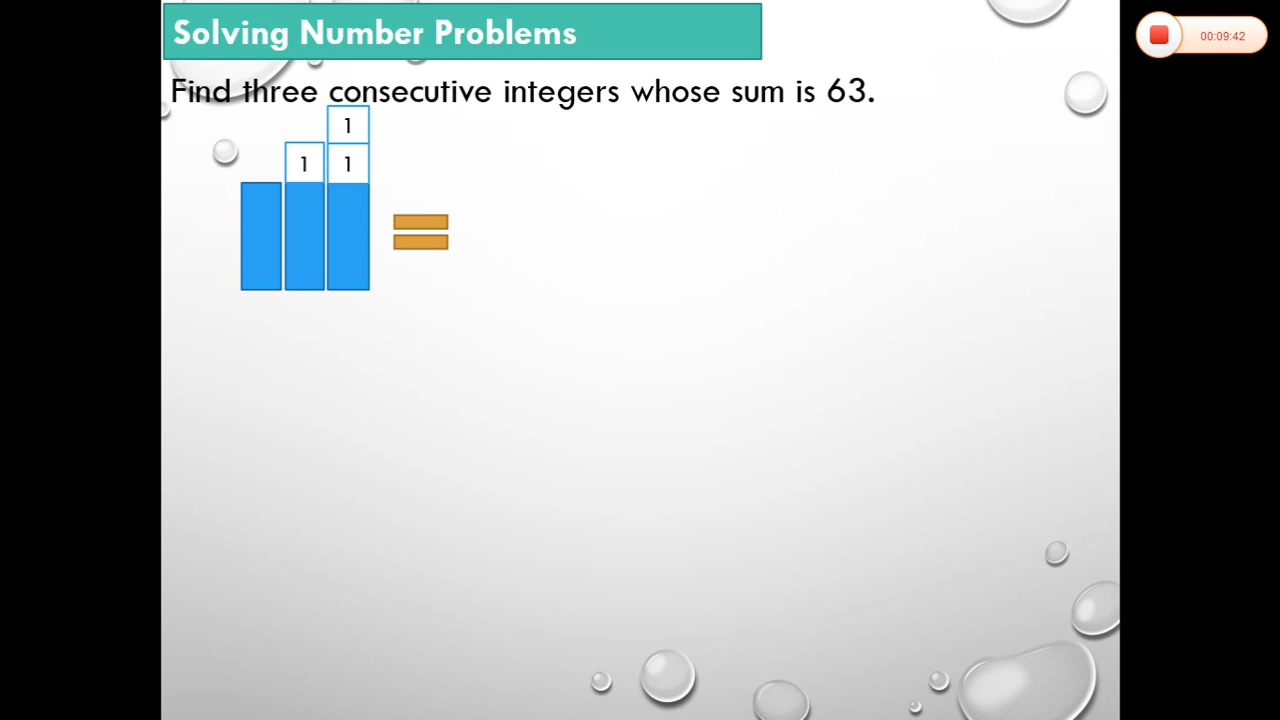 Solving Number Problems
00:09:42
Find three consecutive integers whose sum is 63.
1
1 1